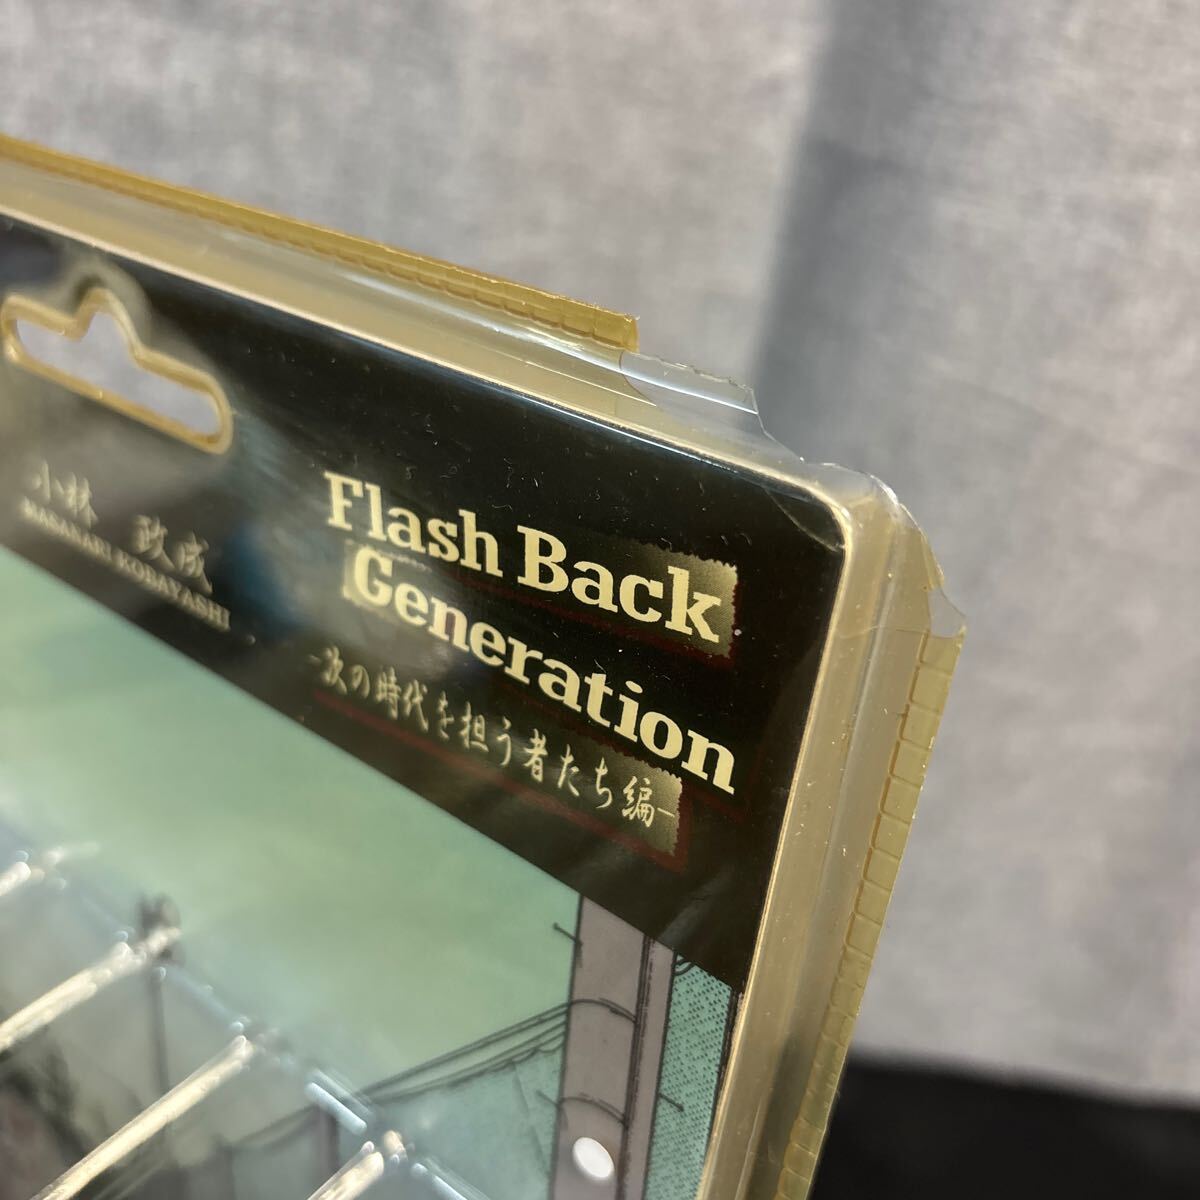 小林 政成
MASANARI KOBAYASHI
Flash Back
Generation
-次の時代を担う者たち編-